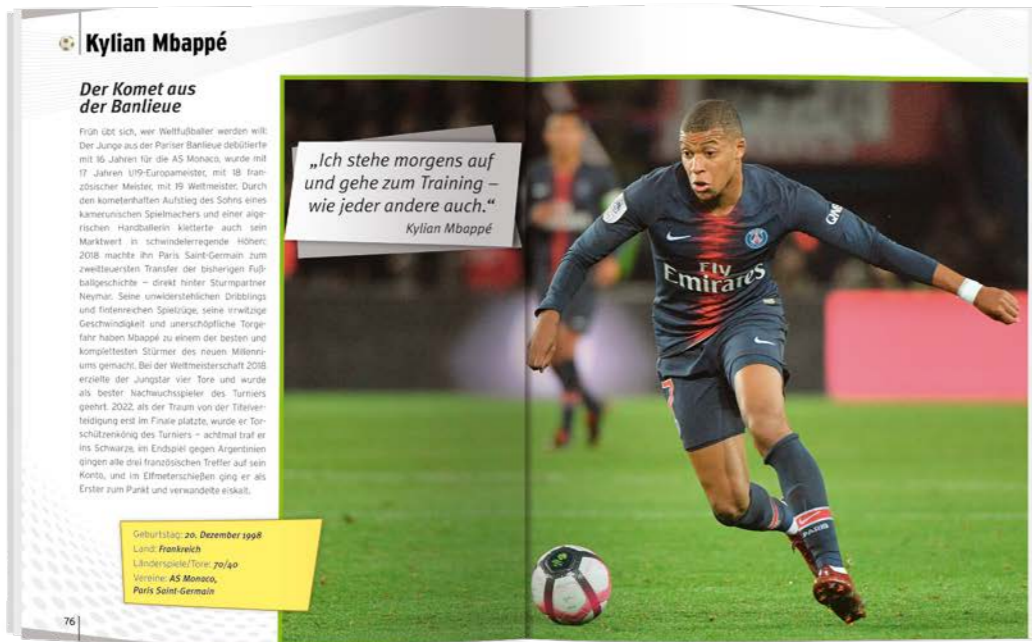 Kylian Mbappé
Der Komet aus
der Banlieue
Früh übt sich, wer Weltfußballer werden will:
Der Junge aus der Pariser Banlieue debütierte
mit 16 Jahren für die AS Monaco, wurde mit
17 Jahren U19-Europameister, mit 18 fran-
zösischer Meister, mit 19 Weltmeister. Durch
den kometenhaften Aufstieg des Sohns eines
kamerunischen Spielmachers und einer alge-
rischen Handballerin kletterte auch sein
Marktwert in schwindelerregende Höhen:
2018 machte ihn Paris Saint-Germain zum
zweitteuersten Transfer der bisherigen Fuß-
ballgeschichte – direkt hinter Sturmpartner
Neymar. Seine unwiderstehlichen Dribblings
und fintenreichen Spielzüge, seine irrwitzige
Geschwindigkeit und unerschöpfliche Torge-
fahr haben Mbappé zu einem der besten und
komplettesten Stürmer des neuen Millenni-
ums gemacht. Bei der Weltmeisterschaft 2018
erzielte der Jungstar vier Tore und wurde
als bester Nachwuchsspieler des Turniers
geehrt. 2022, als der Traum von der Titelver-
teidigung erst im Finale platzte, wurde er Tor-
schützenkönig des Turniers – achtmal traf er
ins Schwarze, im Endspiel gegen Argentinien
gingen alle drei französischen Treffer auf sein
Konto, und im Elfmeterschießen ging er als
Erster zum Punkt und verwandelte eiskalt.
„Ich stehe morgens auf
und gehe zum Training –
wie jeder andere auch.“
Kylian Mbappé
QNB
Fly
Emirates
7
PARIS
Geburtstag: 20. Dezember 1998
Land: Frankreich
Länderspiele/Tore: 70/40
Vereine: AS Monaco,
Paris Saint-Germain
76